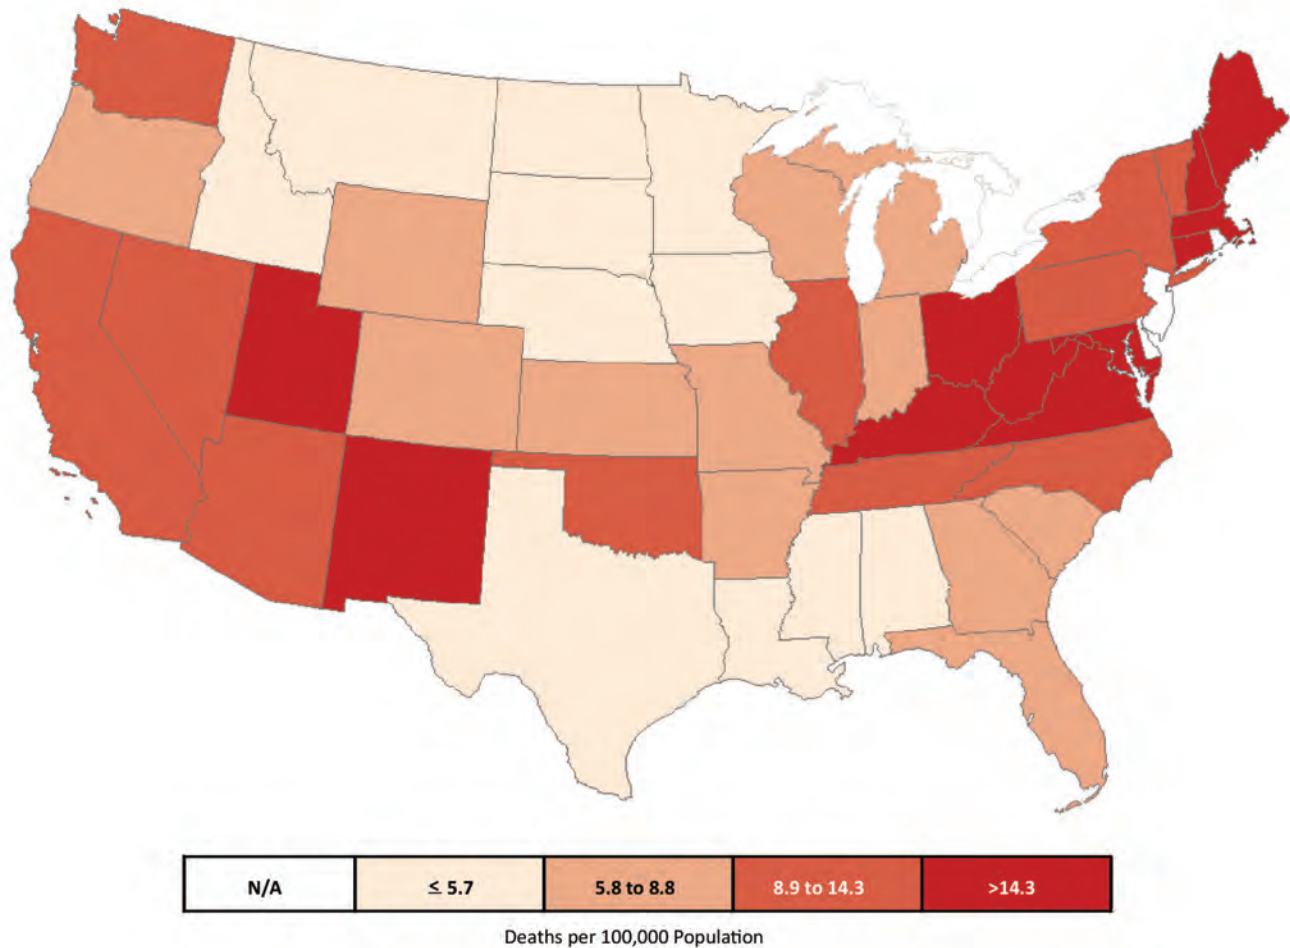 N/A ≤ 5.7 5.8 to 8.8 8.9 to 14.3 >14.3
Deaths per 100,000 Population